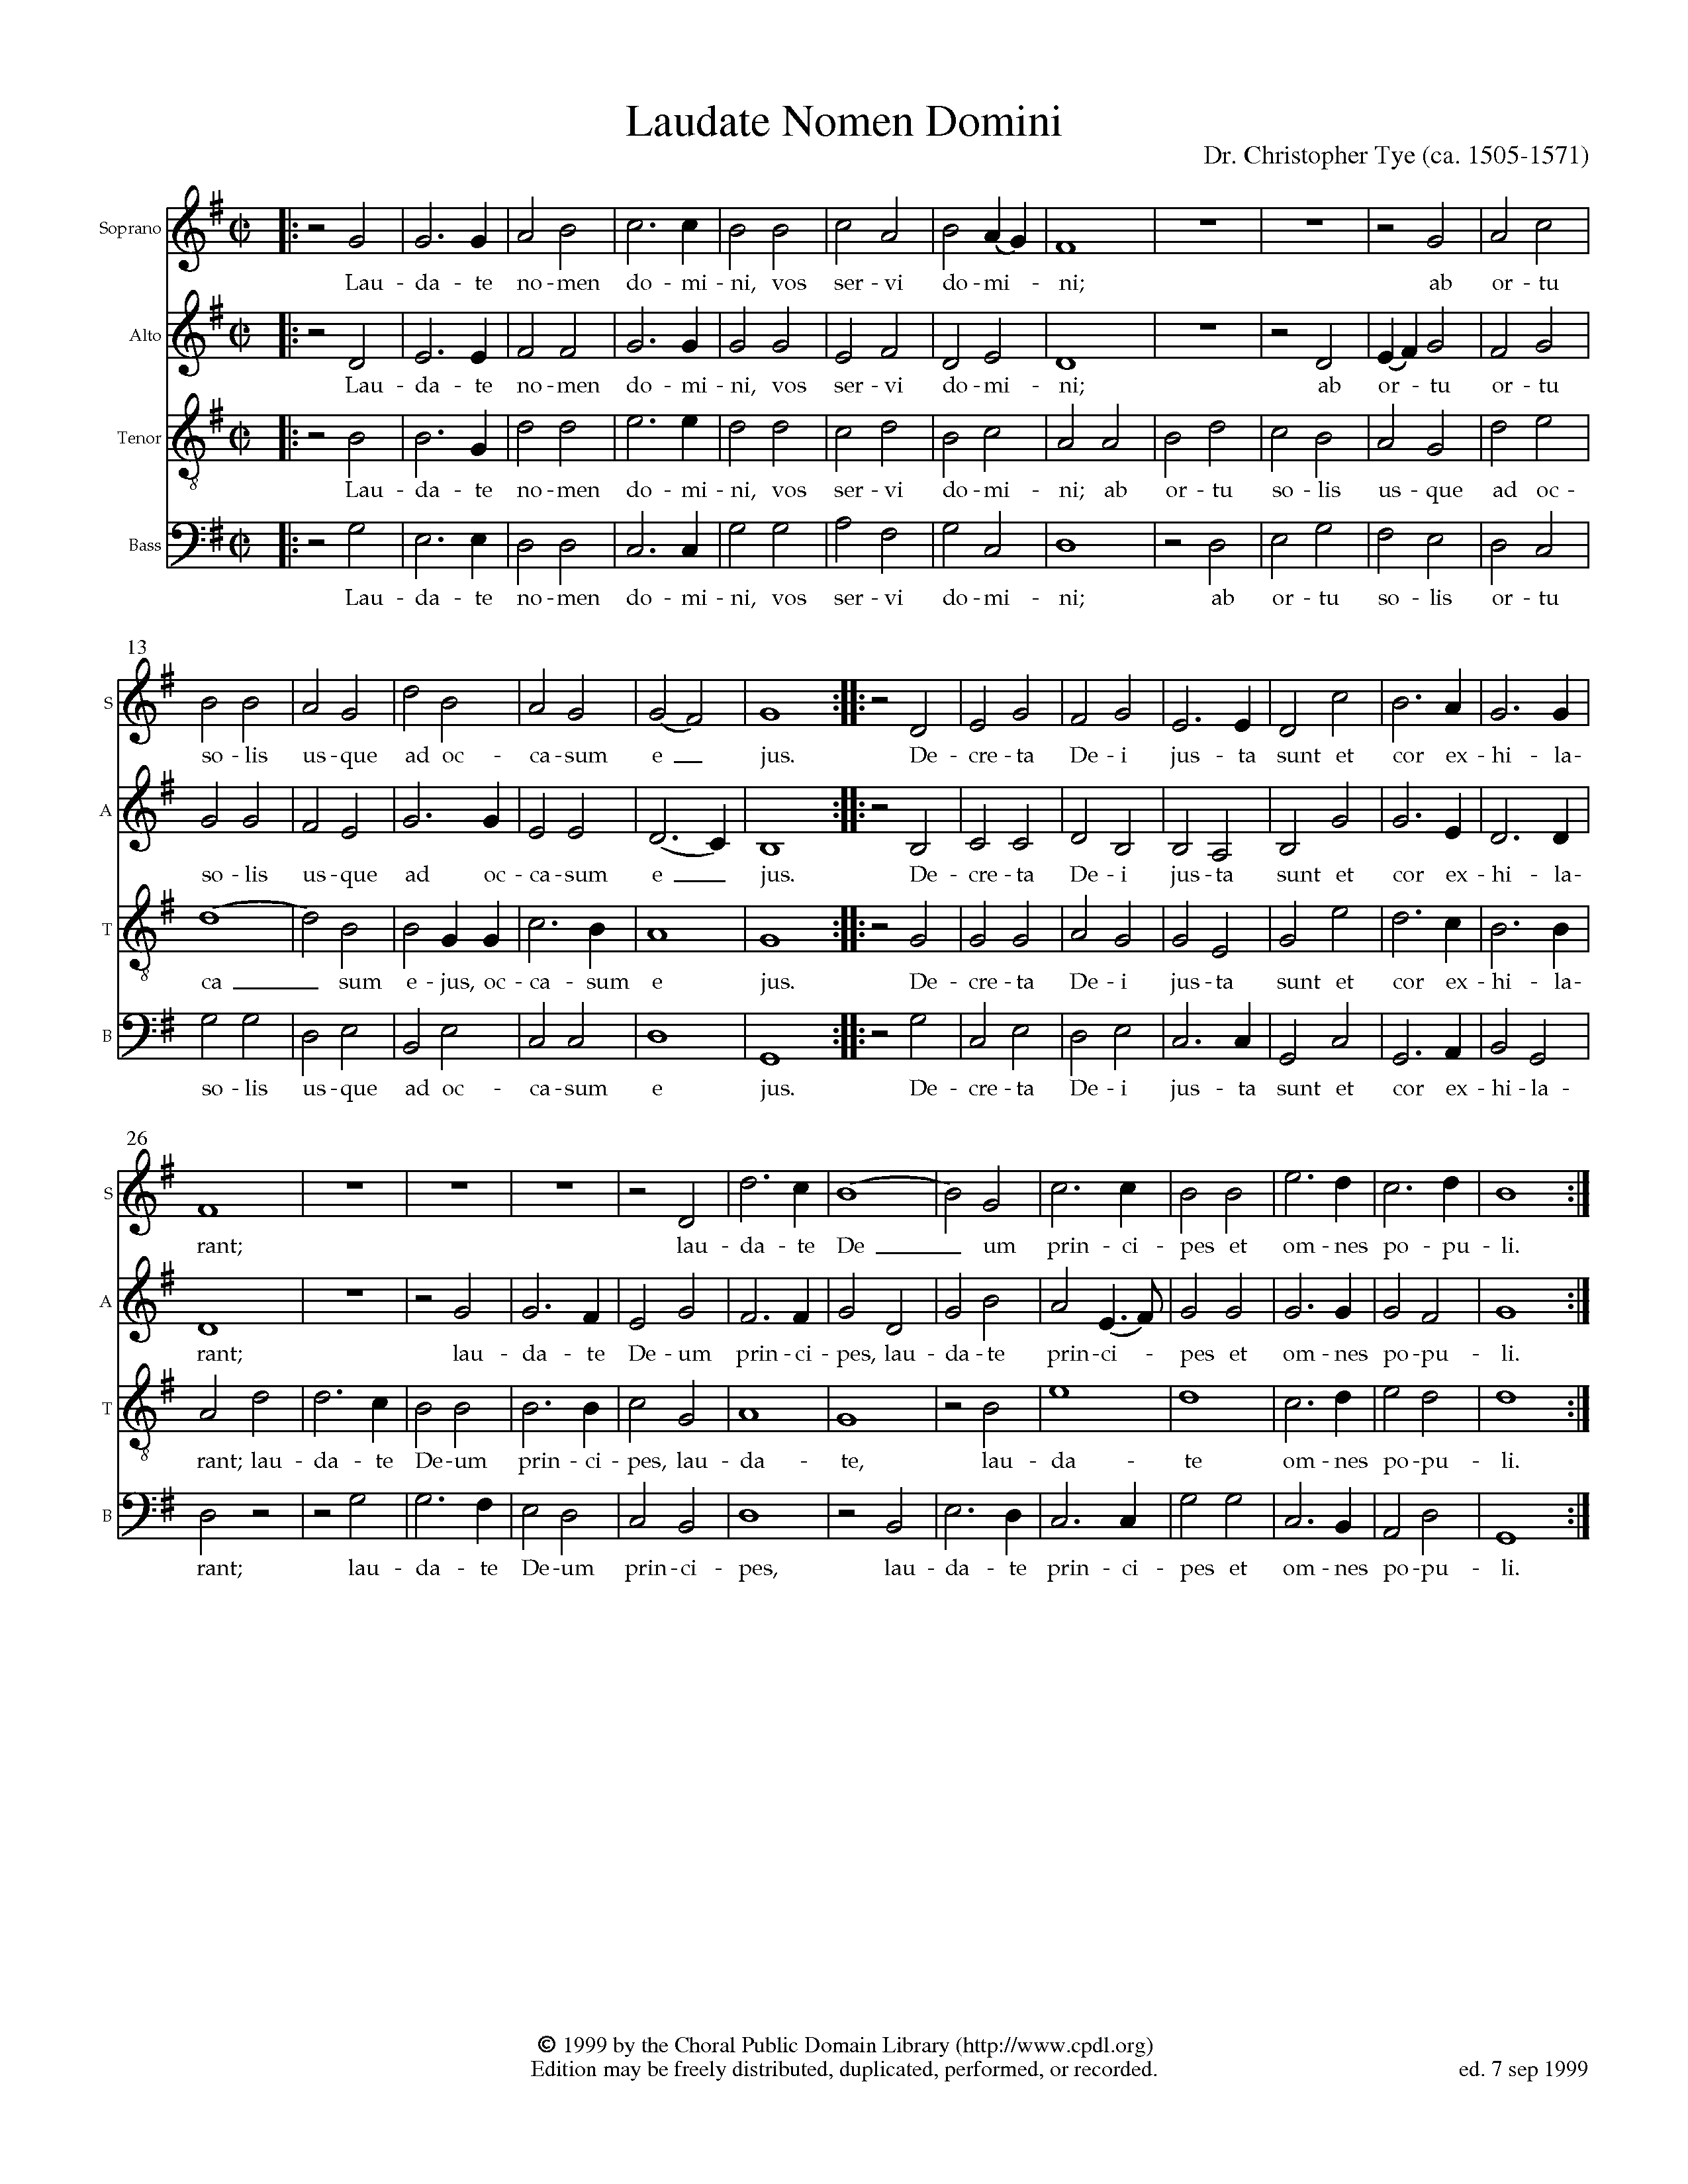 Laudate Nomen Domini
Dr. Christopher Tye (ca. 1505-1571)
Soprano
Lau - da - te no - men do - mi - ni, vos ser - vi do - mi - ni; ab or - tu
Alto
Lau - da - te no - men do - mi - ni, vos ser - vi do - mi - ni; ab or - tu or - tu
Tenor
8
Lau - da - te no - men do - mi - ni, vos ser - vi do - mi - ni; ab or - tu so - lis us - que ad oc -
Bass
Lau - da - te no - men do - mi - ni, vos ser - vi do - mi - ni; ab or - tu so - lis or - tu
13
S
so - lis us - que ad oc - ca - sum e _ jus. De - cre - ta De - i jus - ta sunt et cor ex - hi - la-
A
so - lis us - que ad oc - ca - sum e _ jus. De - cre - ta De - i jus - ta sunt et cor ex - hi - la-
T
8
ca _ sum e - jus, oc - ca - sum e jus. De - cre - ta De - i jus - ta sunt et cor ex - hi - la-
B
so - lis us - que ad oc - ca - sum e jus. De - cre - ta De - i jus - ta sunt et cor ex - hi - la -
26
S
rant; lau - da - te De _ um prin - ci - pes et om - nes po - pu - li.
A
rant; lau - da - te De - um prin - ci - pes, lau - da - te prin - ci - pes et om - nes po - pu - li.
T
8
rant; lau - da - te De - um prin - ci - pes, lau - da - te, lau - da - te om - nes po - pu - li.
B
rant; lau - da - te De - um prin - ci - pes, lau - da - te prin - ci - pes et om - nes po - pu - li.
© 1999 by the Choral Public Domain Library (http://www.cpdl.org)
Edition may be freely distributed, duplicated, performed, or recorded.
ed. 7 sep 1999